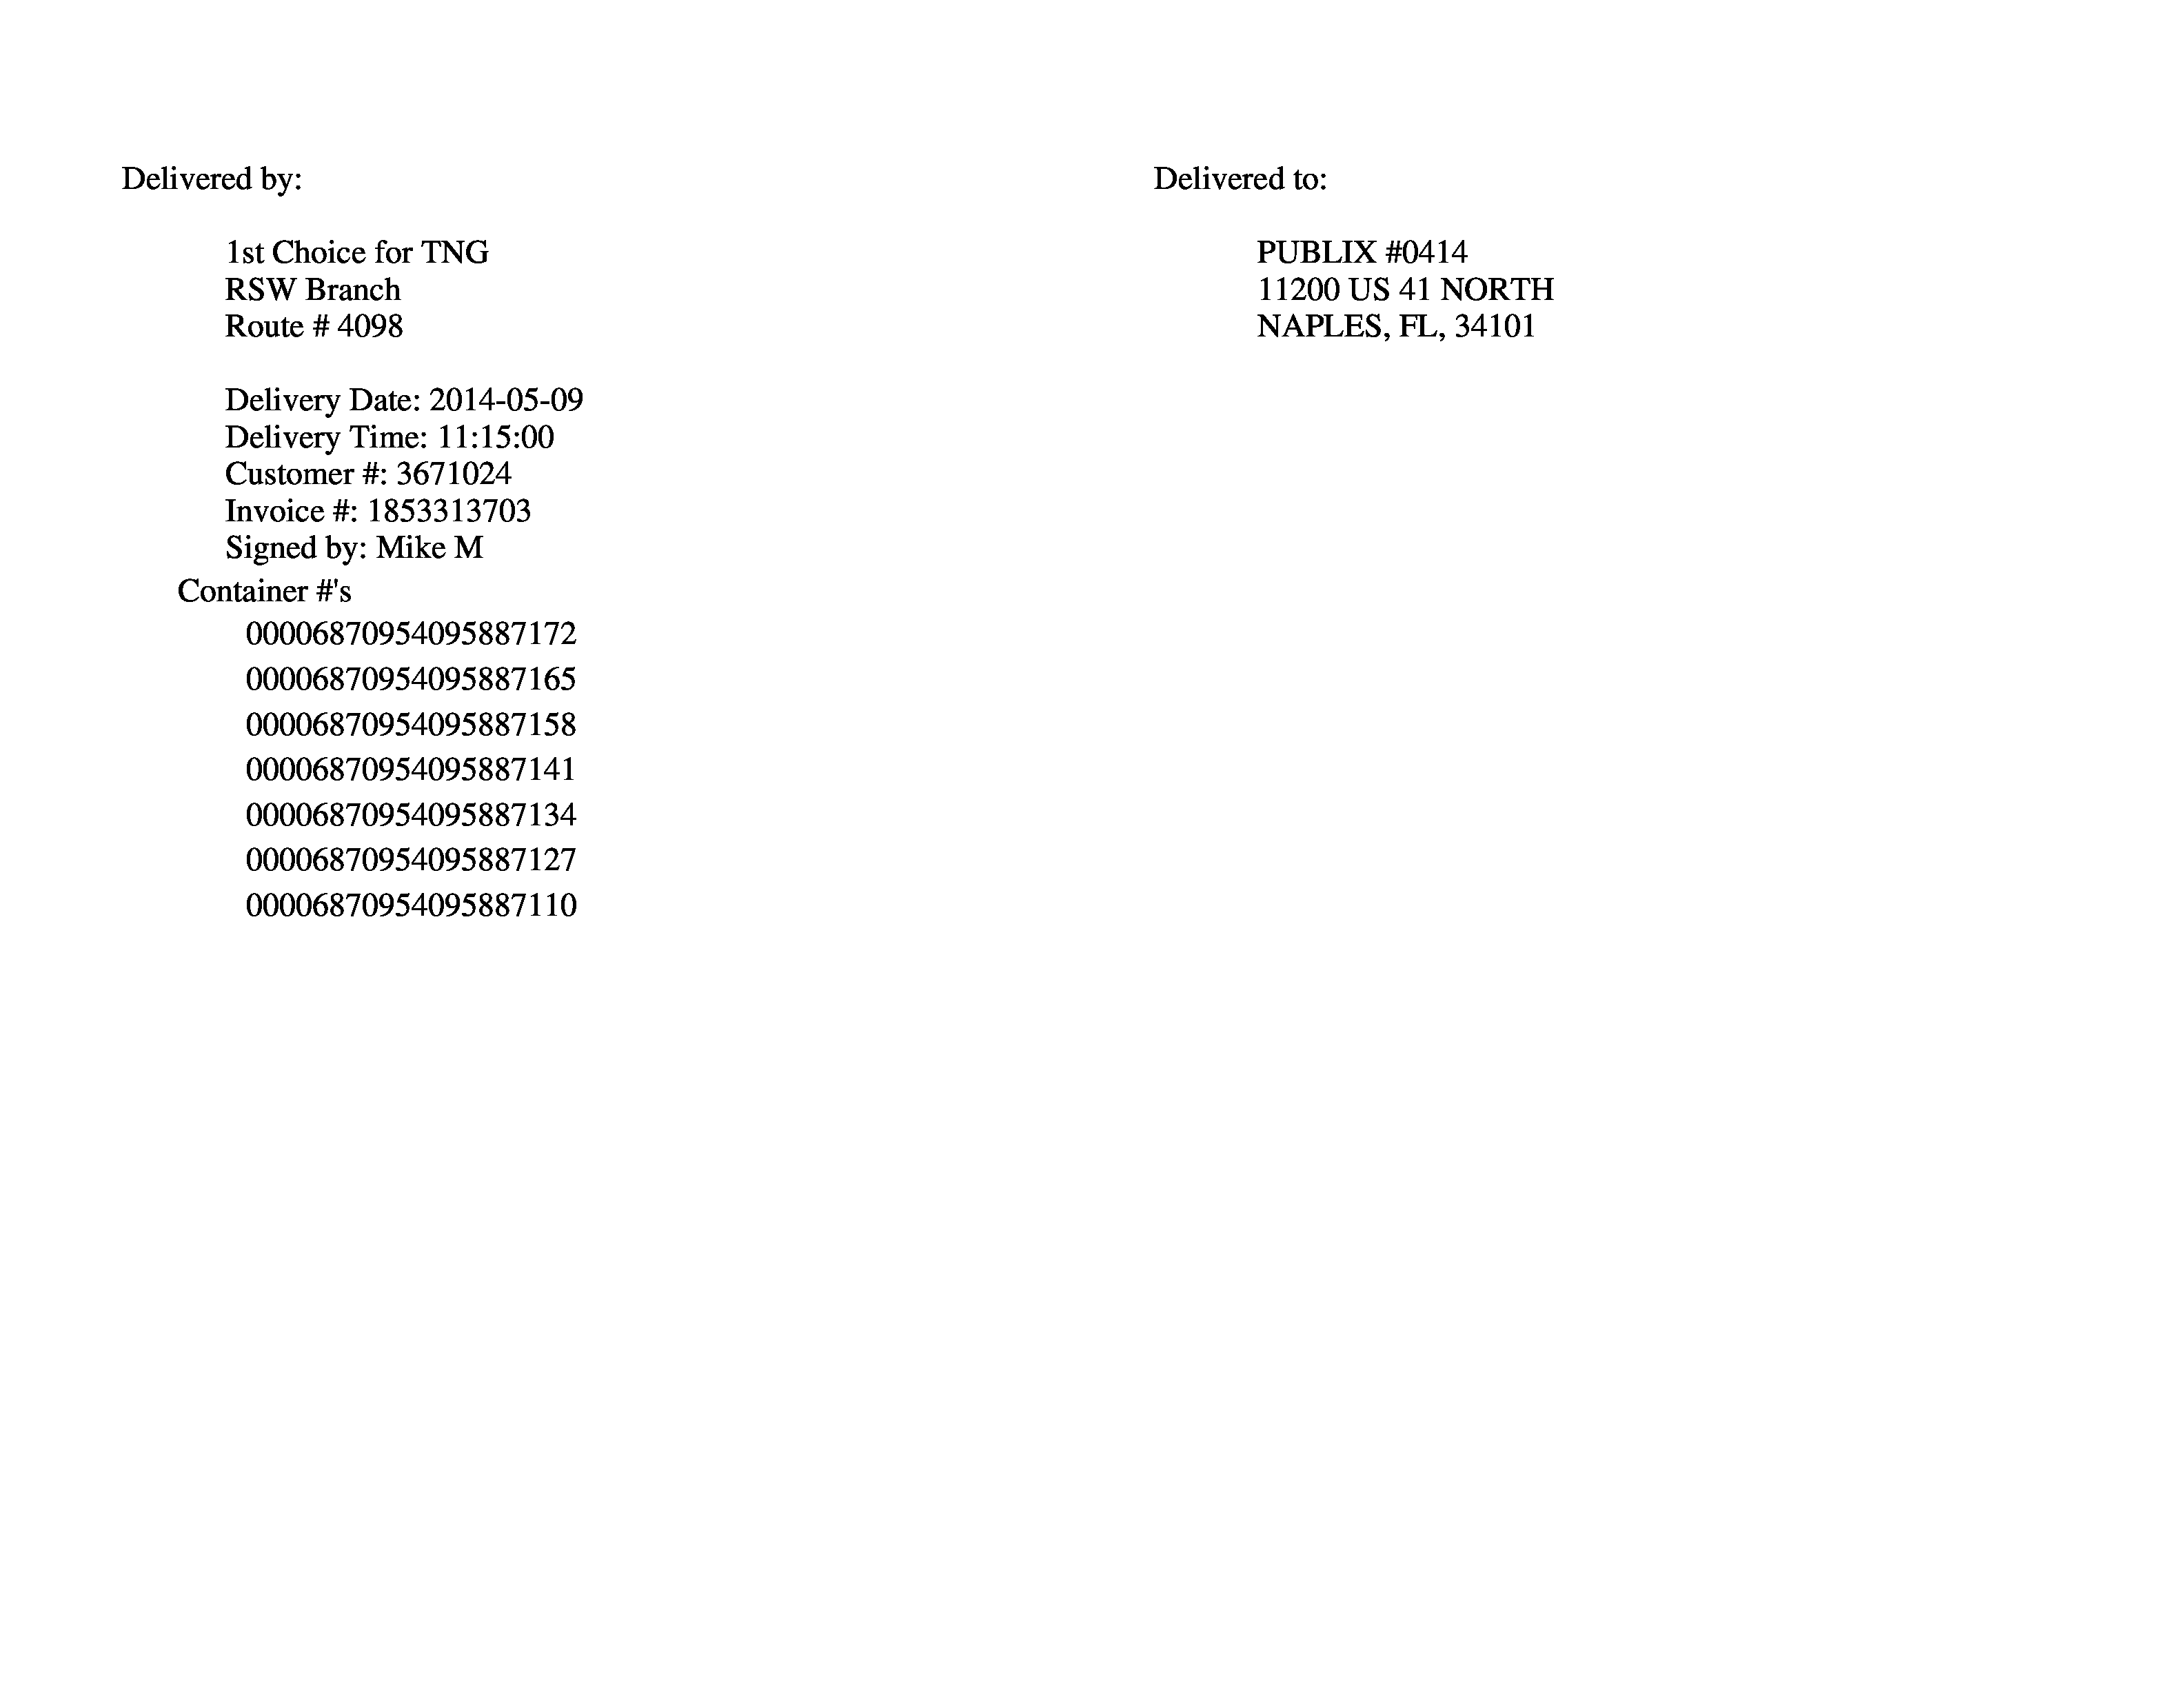 Delivered by:
1st Choice for TNG
RSW Branch
Route # 4098
Delivery Date: 2014-05-09
Delivery Time: 11:15:00
Customer #: 3671024
Invoice #: 1853313703
Signed by: Mike M
Container #'s
00006870954095887172
00006870954095887165
00006870954095887158
00006870954095887141
00006870954095887134
00006870954095887127
00006870954095887110
Delivered to:
PUBLIX #0414
11200 US 41 NORTH
NAPLES, FL, 34101